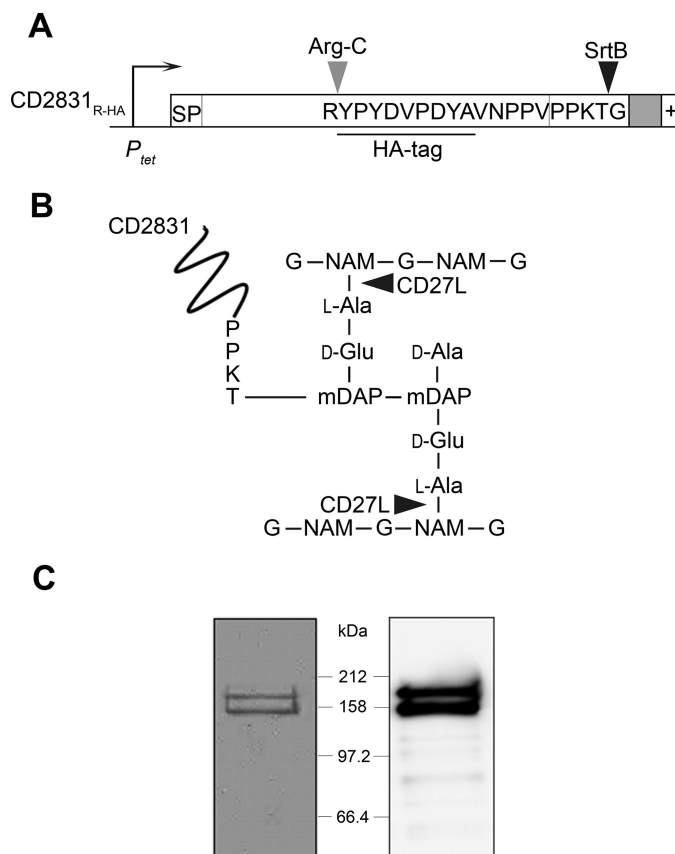 A
Arg-C SrtB
CD2831R-HA
SP RYPYDVPDYAVNPPVPPKTG +
Ptet
HA-tag
B
CD2831
G – NAM – G – NAM – G
CD27L
L-Ala
P
P
K
T
D-Glu D-Ala
mDAP – mDAP
D-Glu
L-Ala
CD27L
G – NAM – G – NAM – G
C
kDa
212
158
97.2
66.4